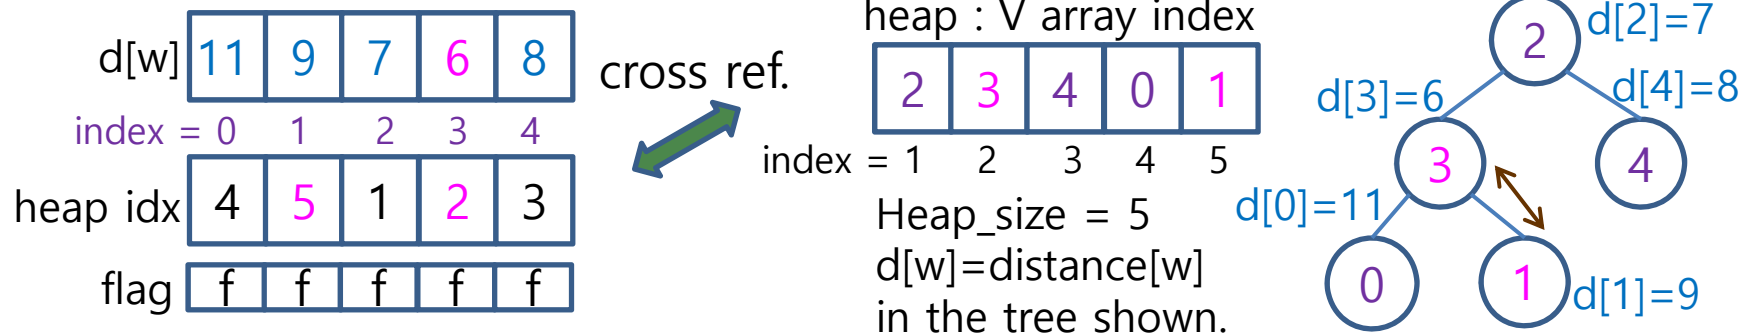 d[w] 11 9 7 6 8
index = 0 1 2 3 4
heap idx 4 5 1 2 3
flag f f f f f
cross ref.
heap : V array index
2 3 4 0 1
index = 1 2 3 4 5
Heap_size = 5
d[w]=distance[w]
in the tree shown.
2 d[2]=7
d[3]=6 d[4]=8
3 4
d[0]=11
0 1 d[1]=9